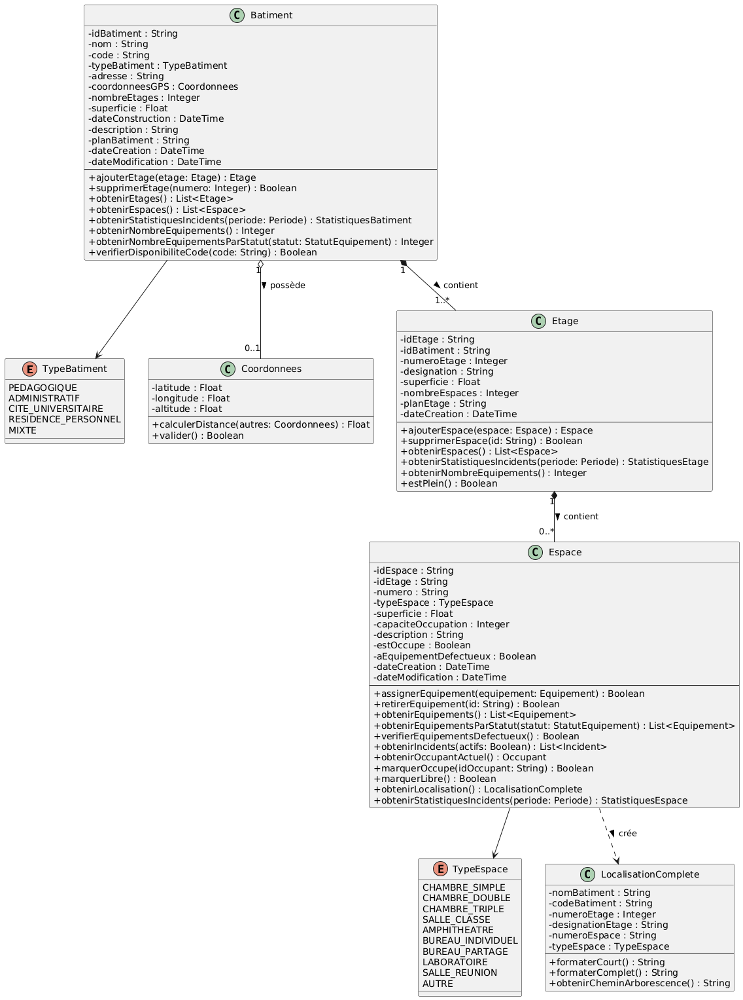 C Batiment
-idBatiment : String
-nom : String
-code : String
-typeBatiment : TypeBatiment
-adresse : String
-coordonneesGPS : Coordonnees
-nombreEtages : Integer
-superficie : Float
-dateConstruction : DateTime
-description : String
-planBatiment : String
-dateCreation : DateTime
-dateModification : DateTime
+ajouterEtage(etage: Etage) : Etage
+supprimerEtage(numero: Integer) : Boolean
+obtenirEtages() : List<Etage>
+obtenirEspaces() : List<Espace>
+obtenirStatistiquesIncidents(periode: Periode) : StatistiquesBatiment
+obtenirNombreEquipements() : Integer
+obtenirNombreEquipementsParStatut(statut: StatutEquipement) : Integer
+verifierDisponibiliteCode(code: String) : Boolean
1
possède
0..1
1
contient
1..*
E TypeBatiment
PEDAGOGIQUE
ADMINISTRATIF
CITE_UNIVERSITAIRE
RESIDENCE_PERSONNEL
MIXTE
C Coordonnees
-latitude : Float
-longitude : Float
-altitude : Float
+calculerDistance(autres: Coordonnees) : Float
+valider() : Boolean
C Etage
-idEtage : String
-idBatiment : String
-numeroEtage : Integer
-designation : String
-superficie : Float
-nombreEspaces : Integer
-planEtage : String
-dateCreation : DateTime
+ajouterEspace(espace: Espace) : Espace
+supprimerEspace(id: String) : Boolean
+obtenirEspaces() : List<Espace>
+obtenirStatistiquesIncidents(periode: Periode) : StatistiquesEtage
+obtenirNombreEquipements() : Integer
+estPlein() : Boolean
1
contient
0..*
C Espace
-idEspace : String
-idEtage : String
-numero : String
-typeEspace : TypeEspace
-superficie : Float
-capaciteOccupation : Integer
-description : String
-estOccupe : Boolean
-aEquipementDefectueux : Boolean
-dateCreation : DateTime
-dateModification : DateTime
+assignerEquipement(equipement: Equipement) : Boolean
+retirerEquipement(id: String) : Boolean
+obtenirEquipements() : List<Equipement>
+obtenirEquipementsParStatut(statut: StatutEquipement) : List<Equipement>
+verifierEquipementsDefectueux() : Boolean
+obtenirIncidents(actifs: Boolean) : List<Incident>
+obtenirOccupantActuel() : Occupant
+marquerOccupe(idOccupant: String) : Boolean
+marquerLibre() : Boolean
+obtenirLocalisation() : LocalisationComplete
+obtenirStatistiquesIncidents(periode: Periode) : StatistiquesEspace
crée
E TypeEspace
CHAMBRE_SIMPLE
CHAMBRE_DOUBLE
CHAMBRE_TRIPLE
SALLE_CLASSE
AMPHITHEATRE
BUREAU_INDIVIDUEL
BUREAU_PARTAGE
LABORATOIRE
SALLE_REUNION
AUTRE
C LocalisationComplete
-nomBatiment : String
-codeBatiment : String
-numeroEtage : Integer
-designationEtage : String
-numeroEspace : String
-typeEspace : TypeEspace
+formaterCourt() : String
+formaterComplet() : String
+obtenirCheminArborescence() : String